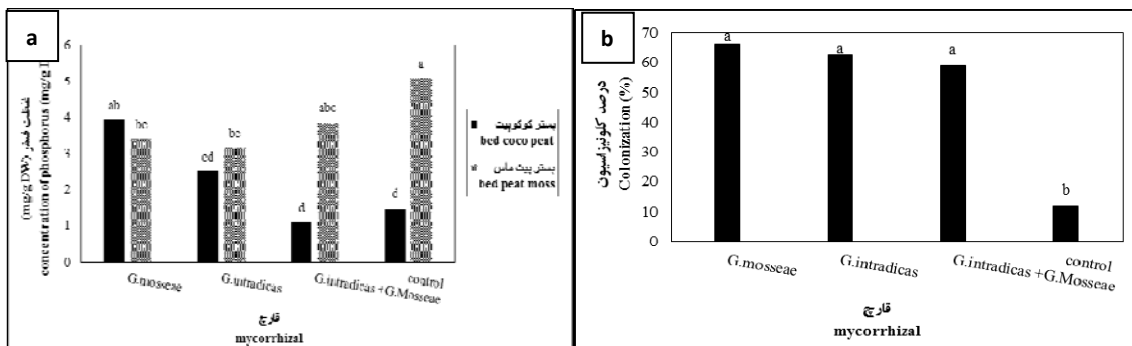 a
6
5
4
3
2
1
0
غلظت فسفر (mg/g DW)
concentration of phosphorus (mg/g
ab
bc
cd
bc
abc
d
d
a
G.mosseae
G.intradicas
G.intradicas +G.Mosseae
control
قارچ
mycorrhizal
بستر کوکوپیت
bed coco peat
بستر پیت ماس
bed peat moss
b
70
60
50
40
30
20
10
0
درصد کلونیزاسیون
Colonization (%)
a
a
a
b
G.mosseae
G.intradicas
G.intradicas +G.Mosseae
control
قارچ
mycorrhizal